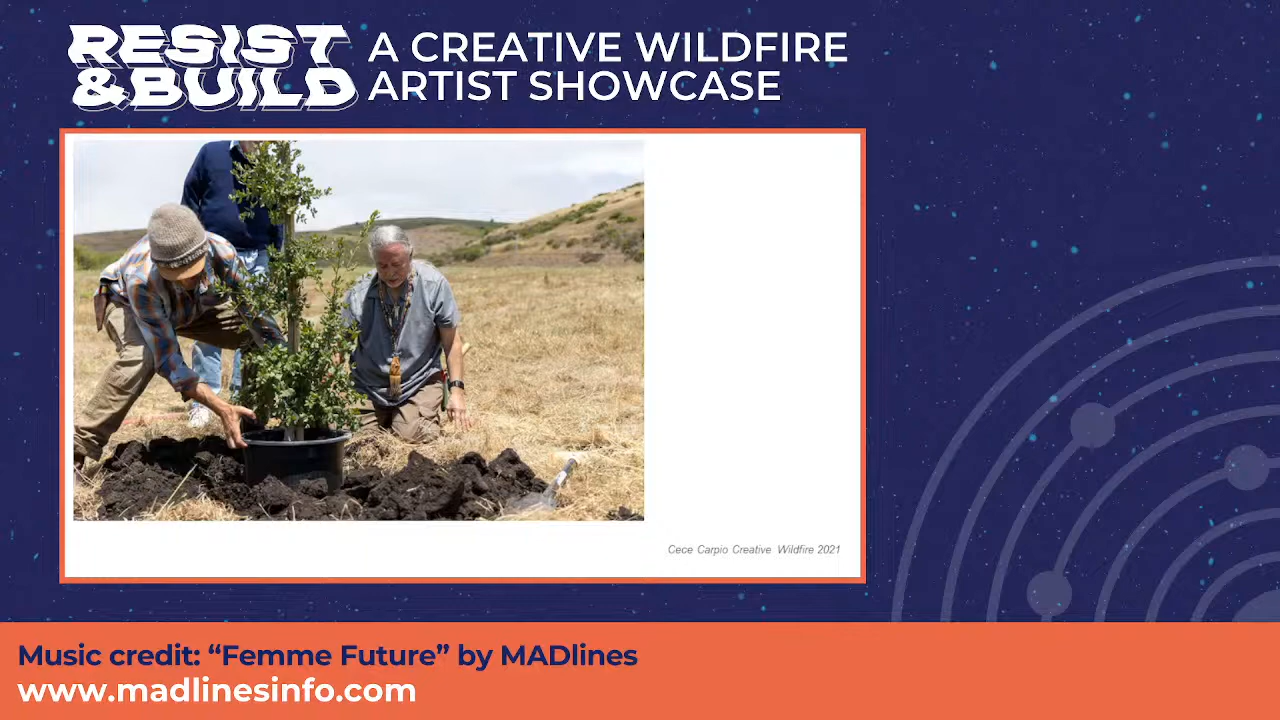 RESIST
&BUILD
A CREATIVE WILDFIRE
ARTIST SHOWCASE
Cece Carpio Creative Wildfire 2021
Music credit: “Femme Future” by MADlines
www.madlinesinfo.com